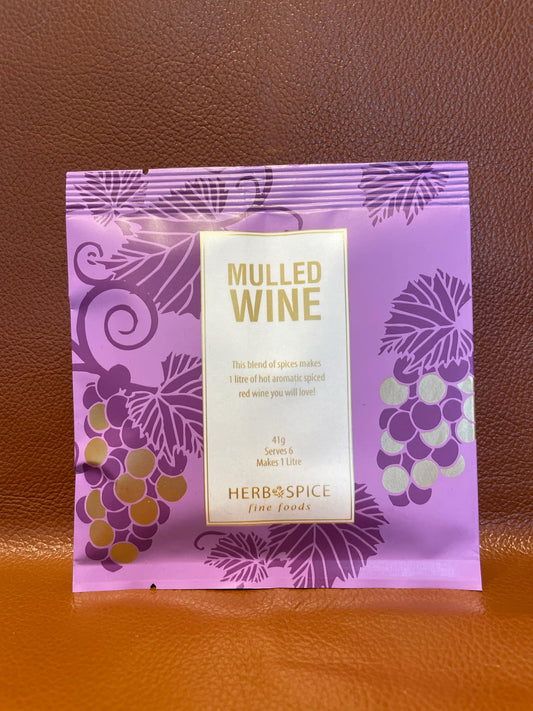 MULLED
WINE
This blend of spices makes
1 litre of hot aromatic spiced
red wine you will love!
41g
Serves 6
Makes 1 Litre
HERB SPICE
fine foods